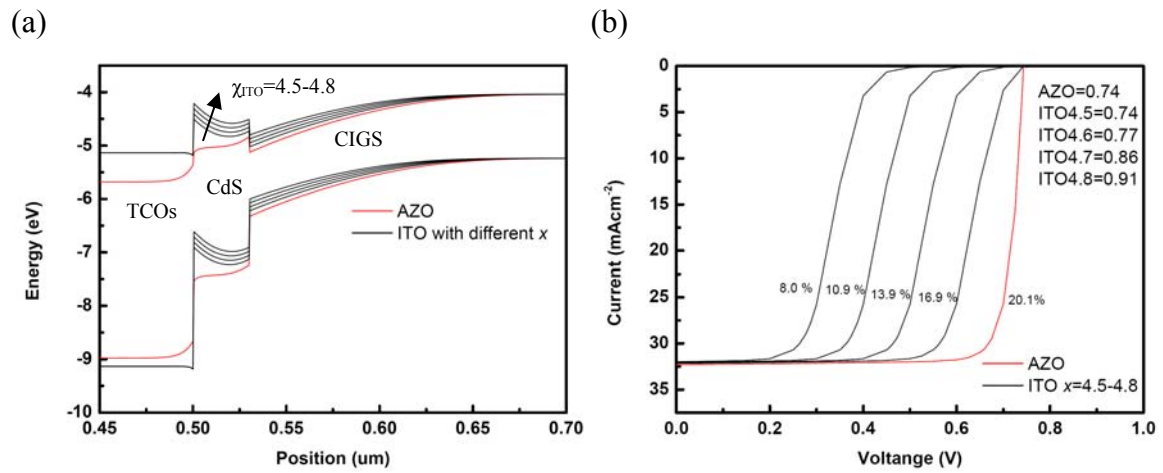 (a)
(b)
χITO=4.5-4.8
CIGS
CdS
TCOs
AZO
ITO with different x
-4
-5
-6
-7
-8
-9
-10
Energy (eV)
0.45 0.50 0.55 0.60 0.65 0.70
Position (um)
0
5
10
15
20
25
30
35
Current (mAcm-2)
AZO=0.74
ITO4.5=0.74
ITO4.6=0.77
ITO4.7=0.86
ITO4.8=0.91
8.0 % 10.9 % 13.9 % 16.9 % 20.1%
AZO
ITO x=4.5-4.8
0.0 0.2 0.4 0.6 0.8 1.0
Voltange (V)